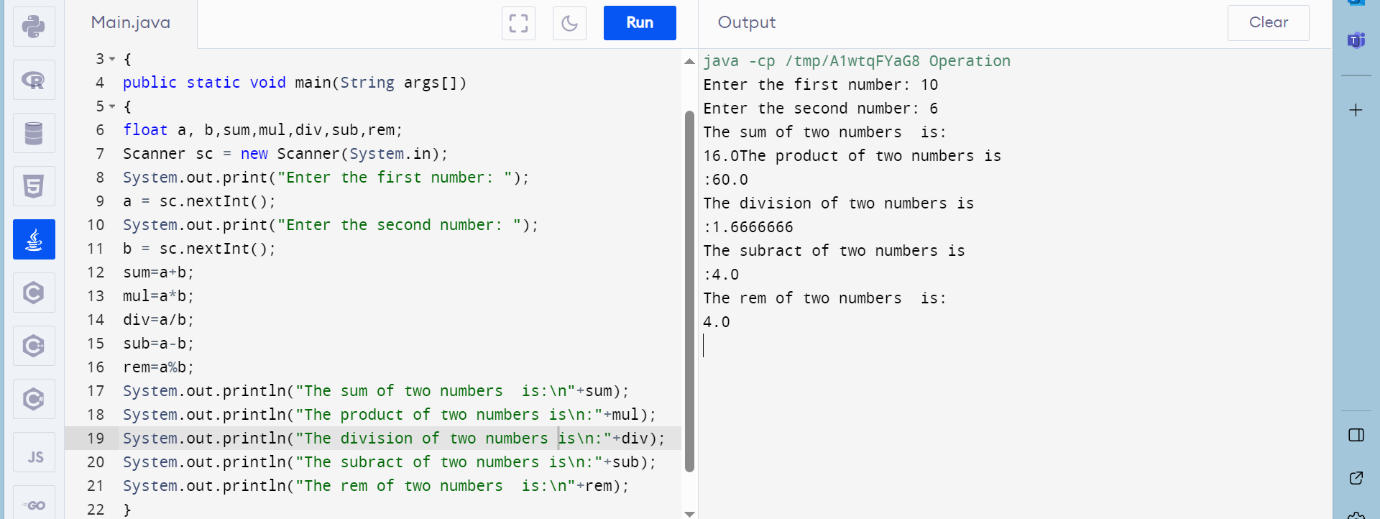 Main.java
Run
Output
Clear
3 {
4 public static void main(String args[])
5 {
6 float a, b,sum,mul,div,sub,rem;
7 Scanner sc = new Scanner(System.in);
8 System.out.print("Enter the first number: ");
9 a = sc.nextInt();
10 System.out.print("Enter the second number: ");
11 b = sc.nextInt();
12 sum=a+b;
13 mul=a*b;
14 div=a/b;
15 sub=a-b;
16 rem=a%b;
17 System.out.println("The sum of two numbers  is:\n"+sum);
18 System.out.println("The product of two numbers is\n:"+mul);
19 System.out.println("The division of two numbers is\n:"+div);
20 System.out.println("The subract of two numbers is\n:"+sub);
21 System.out.println("The rem of two numbers  is:\n"+rem);
22 }
java -cp /tmp/A1wtqFYaG8 Operation
Enter the first number: 10
Enter the second number: 6
The sum of two numbers  is:
16.0The product of two numbers is
:60.0
The division of two numbers is
:1.6666666
The subract of two numbers is
:4.0
The rem of two numbers  is:
4.0
R
5
C
C
C
JS
GO